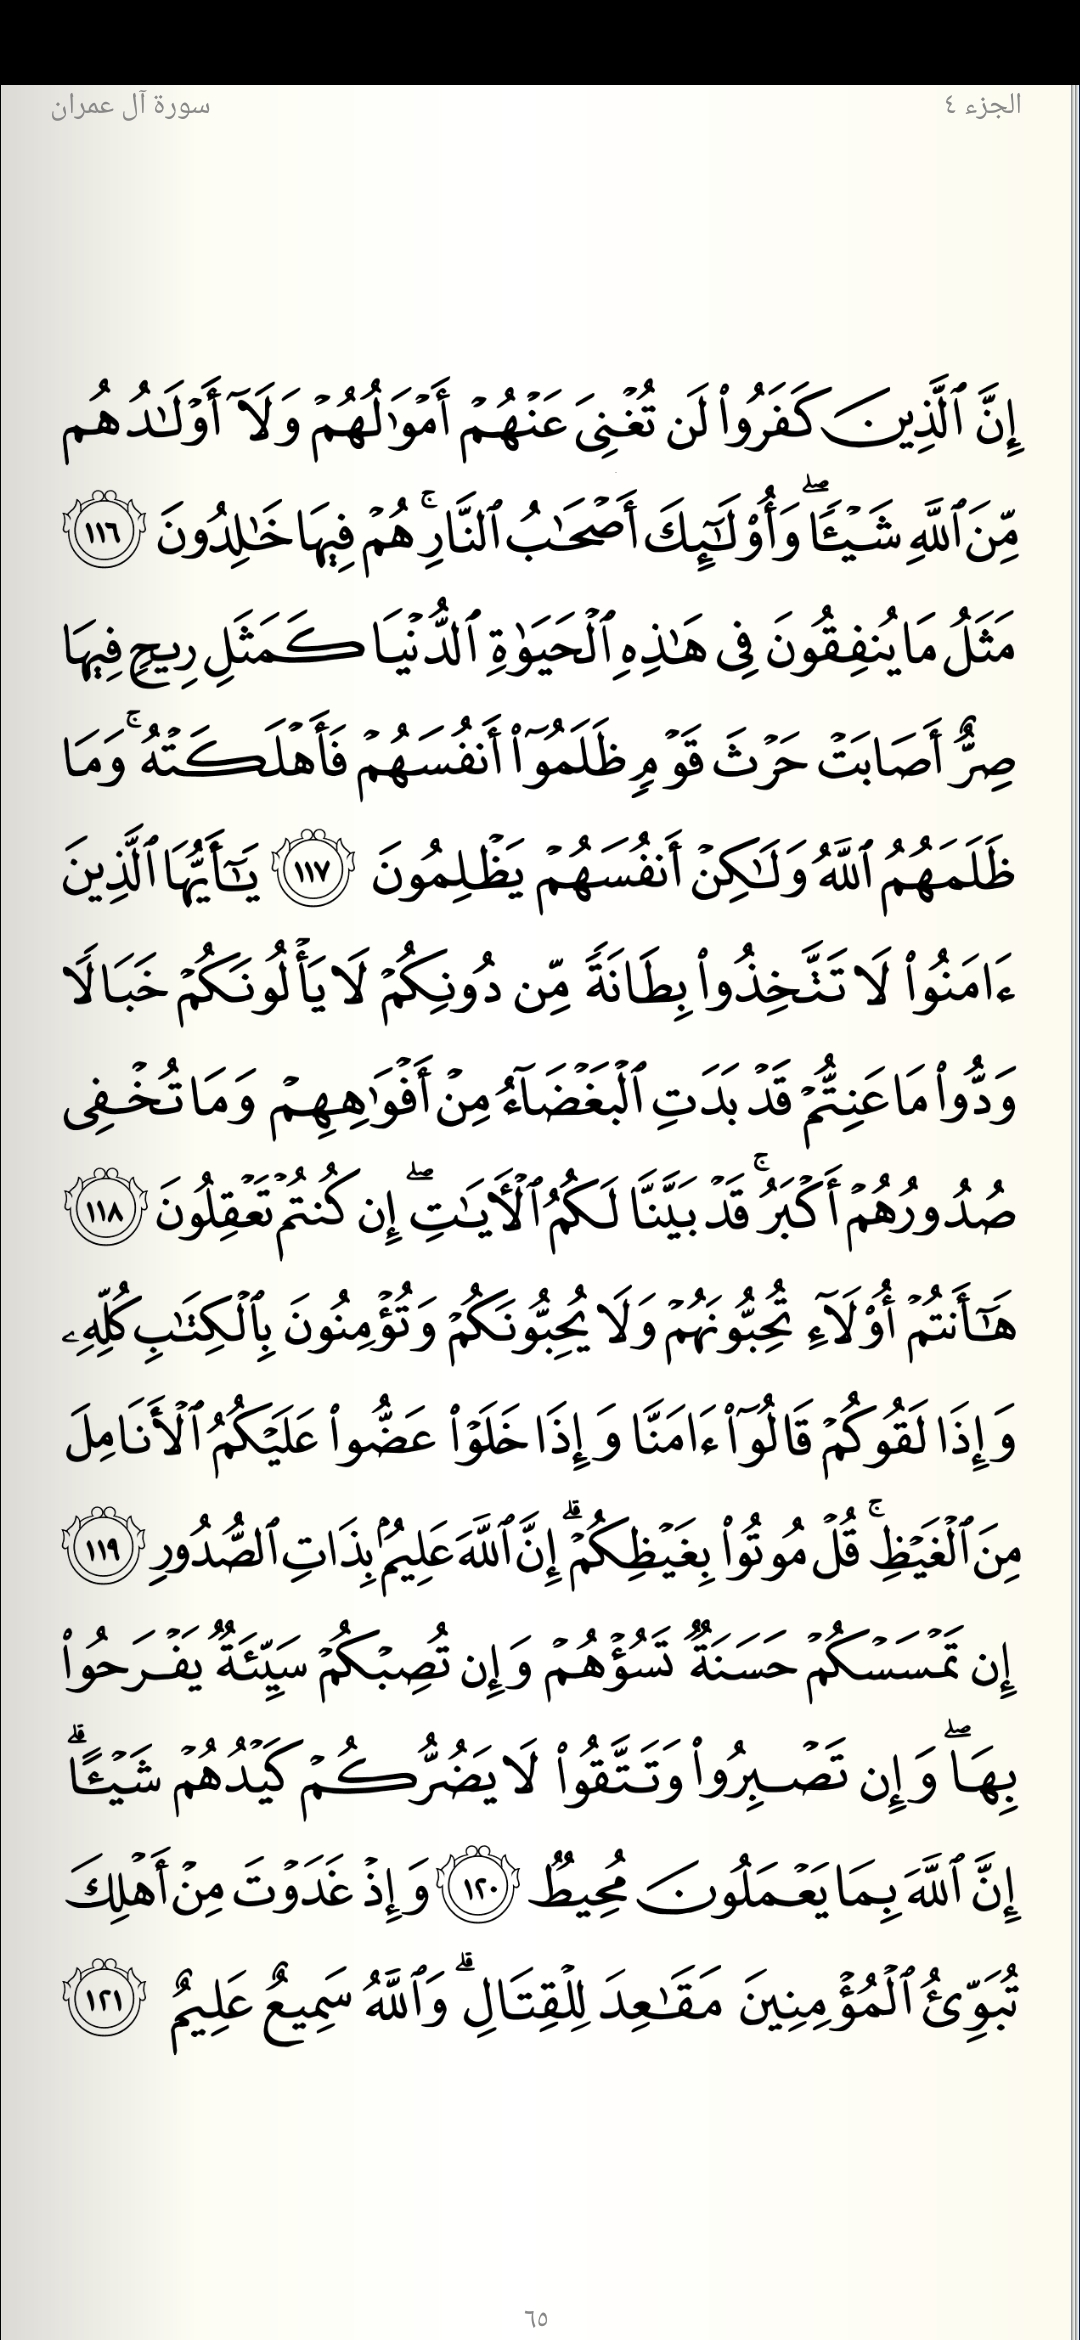 الجزء ٤
سورة آل عمران
إِنَّ ٱلَّذِينَ كَفَرُوا۟ لَن تُغْنِىَ عَنْهُمْ أَمْوَٰلُهُمْ وَلَآ أَوْلَـٰدُهُم
مِّنَ ٱللَّهِ شَيْـًٔا ۖ وَأُو۟لَـٰٓئِكَ أَصْحَـٰبُ ٱلنَّارِ ۚ هُمْ فِيهَا خَـٰلِدُونَ ١١٦
مَثَلُ مَا يُنفِقُونَ فِى هَـٰذِهِ ٱلْحَيَوٰةِ ٱلدُّنْيَا كَمَثَلِ رِيحٍ فِيهَا
صِرٌّ أَصَابَتْ حَرْثَ قَوْمٍ ظَلَمُوٓا۟ أَنفُسَهُمْ فَأَهْلَكَتْهُ ۚ وَمَا
ظَلَمَهُمُ ٱللَّهُ وَلَـٰكِنْ أَنفُسَهُمْ يَظْلِمُونَ ١١٧ يَـٰٓأَيُّهَا ٱلَّذِينَ
ءَامَنُوا۟ لَا تَتَّخِذُوا۟ بِطَانَةً مِّن دُونِكُمْ لَا يَأْلُونَكُمْ خَبَالًا
وَدُّوا۟ مَا عَنِتُّمْ قَدْ بَدَتِ ٱلْبَغْضَآءُ مِنْ أَفْوَٰهِهِمْ وَمَا تُخْفِى
صُدُورُهُمْ أَكْبَرُ ۚ قَدْ بَيَّنَّا لَكُمُ ٱلْـَٔايَـٰتِ ۖ إِن كُنتُمْ تَعْقِلُونَ ١١٨
هَـٰٓأَنتُمْ أُو۟لَآءِ تُحِبُّونَهُمْ وَلَا يُحِبُّونَكُمْ وَتُؤْمِنُونَ بِٱلْكِتَـٰبِ كُلِّهِۦ
وَإِذَا لَقُوكُمْ قَالُوٓا۟ ءَامَنَّا وَإِذَا خَلَوْا۟ عَضُّوا۟ عَلَيْكُمُ ٱلْأَنَامِلَ
مِنَ ٱلْغَيْظِ ۚ قُلْ مُوتُوا۟ بِغَيْظِكُمْ ۗ إِنَّ ٱللَّهَ عَلِيمٌۢ بِذَاتِ ٱلصُّدُورِ ١١٩
إِن تَمْسَسْكُمْ حَسَنَةٌ تَسُؤْهُمْ وَإِن تُصِبْكُمْ سَيِّئَةٌ يَفْرَحُوا۟
بِهَا ۖ وَإِن تَصْبِرُوا۟ وَتَتَّقُوا۟ لَا يَضُرُّكُمْ كَيْدُهُمْ شَيْـًٔا ۗ
إِنَّ ٱللَّهَ بِمَا يَعْمَلُونَ مُحِيطٌ ١٢٠ وَإِذْ غَدَوْتَ مِنْ أَهْلِكَ
تُبَوِّئُ ٱلْمُؤْمِنِينَ مَقَـٰعِدَ لِلْقِتَالِ ۗ وَٱللَّهُ سَمِيعٌ عَلِيمٌ ١٢١
٦٥